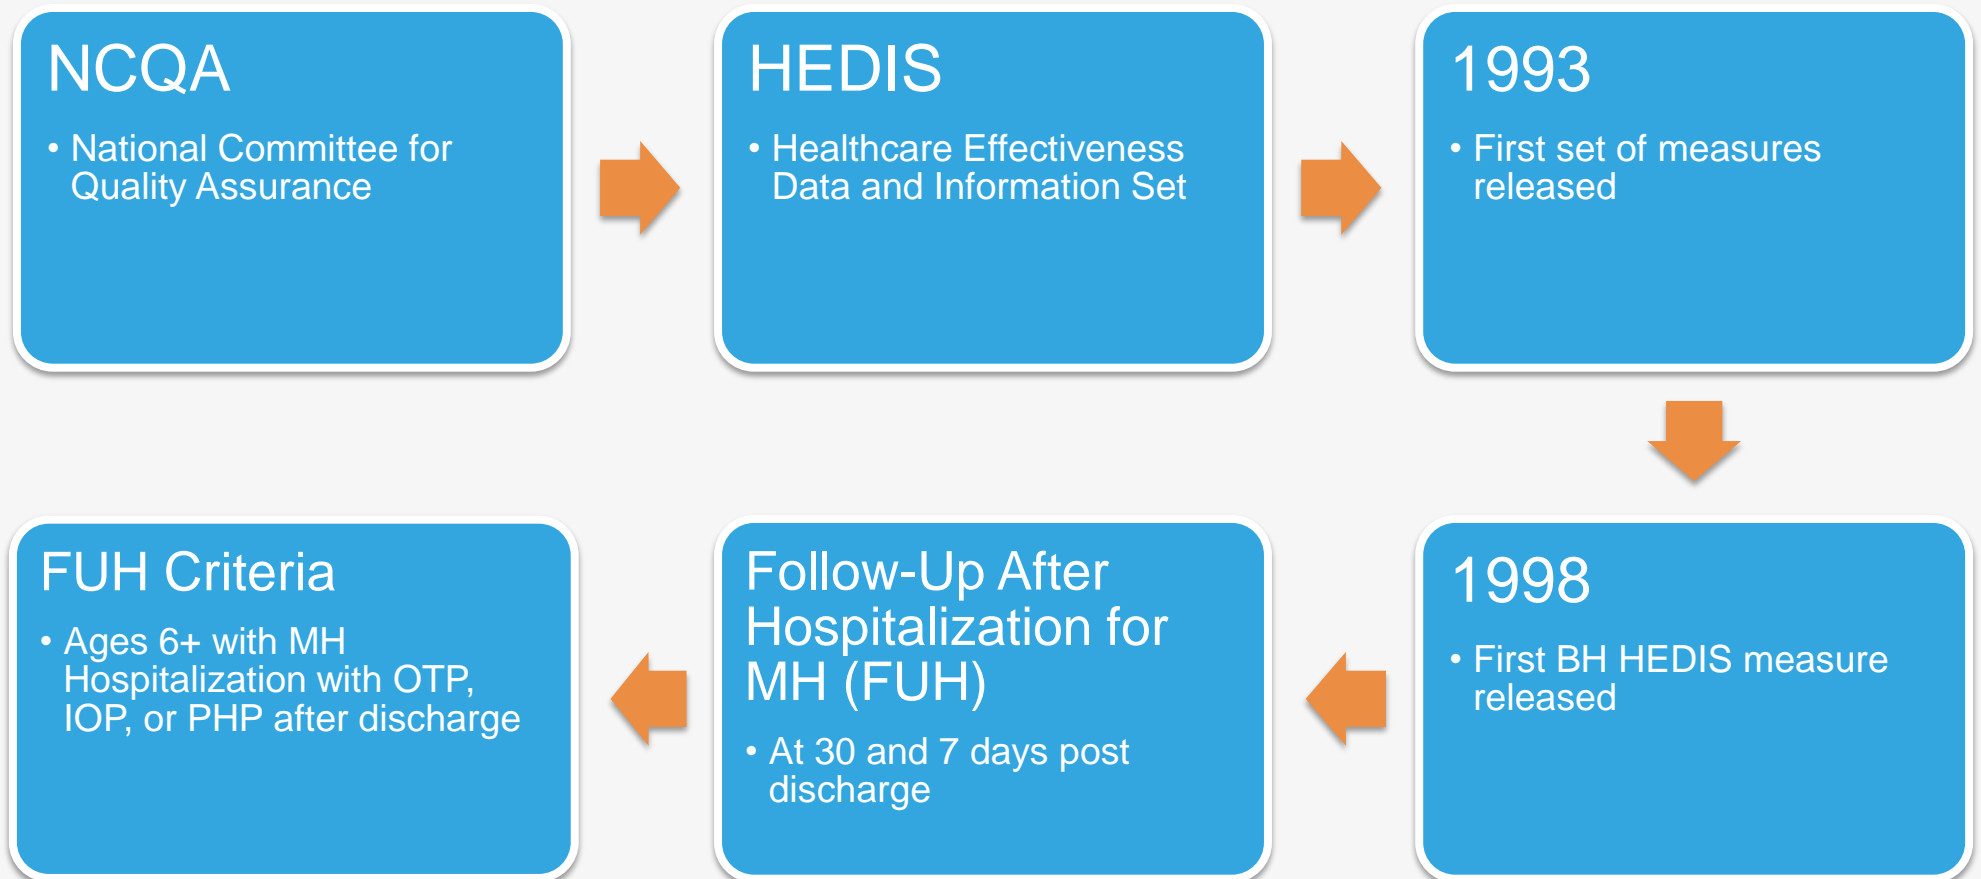 NCQA
• National Committee for
Quality Assurance
HEDIS
• Healthcare Effectiveness
Data and Information Set
1993
• First set of measures
released
1998
• First BH HEDIS measure
released
Follow-Up After
Hospitalization for
MH (FUH)
• At 30 and 7 days post
discharge
FUH Criteria
• Ages 6+ with MH
Hospitalization with OTP,
IOP, or PHP after discharge